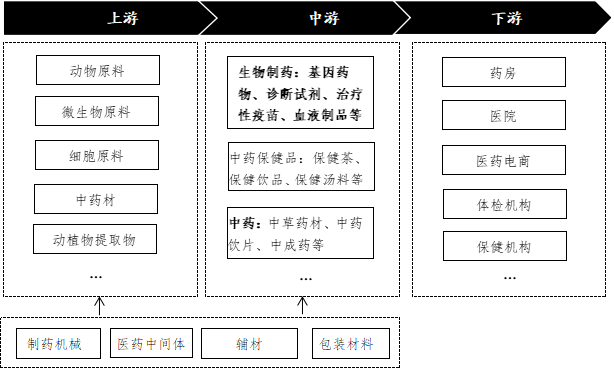 上游
中游
下游
动物原料
微生物原料
细胞原料
中药材
动植物提取物
...
生物制药：基因药
物、诊断试剂、治疗
性疫苗、血液制品等
中药保健品：保健茶、
保健饮品、保健汤料等
中药：中草药材、中药
饮片、中成药等
...
药房
医院
医药电商
体检机构
保健机构
...
制药机械
医药中间体
辅材
包装材料